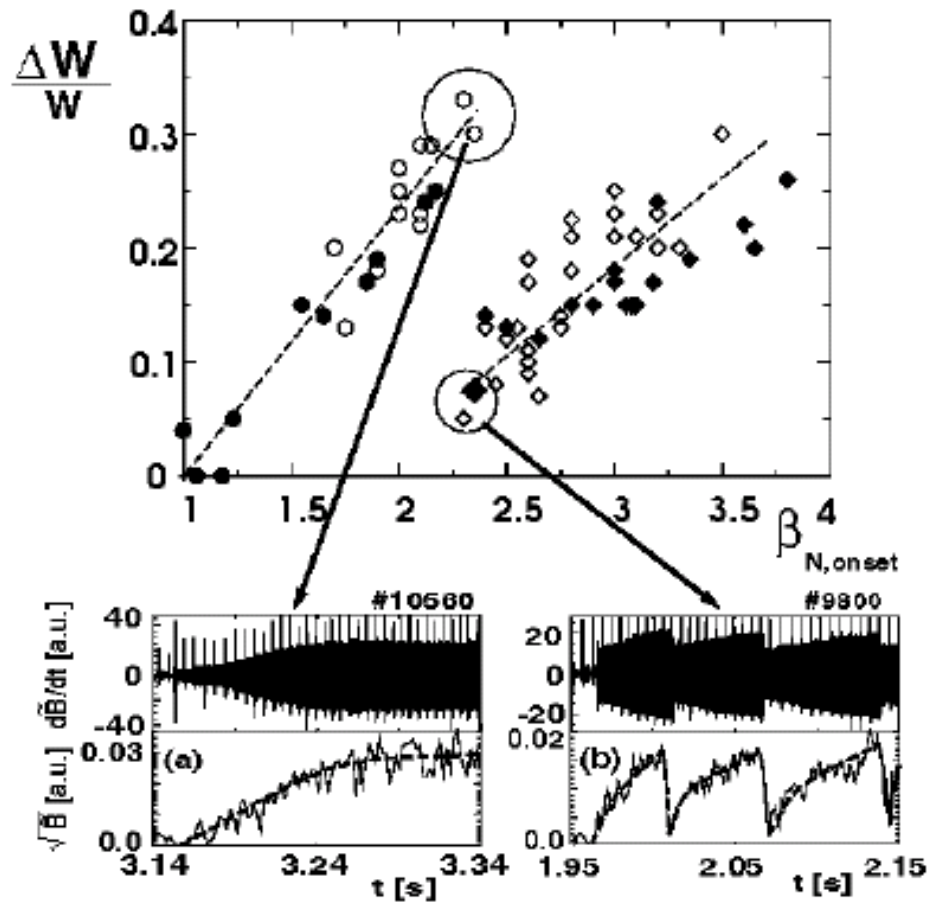 0.4
ΔW
W
0.3
0.2
0.1
0
1 1.5 2 2.5 3 3.5 4
β N,onset
#10560 #9800
40
0
-40
dB̃/dt [a.u.]
20
0
-20
0.03
0.0
√B̃ [a.u.]
(a)
0.02
0.0
(b)
3.14 3.24 3.34
t [s]
1.95 2.05 2.15
t [s]